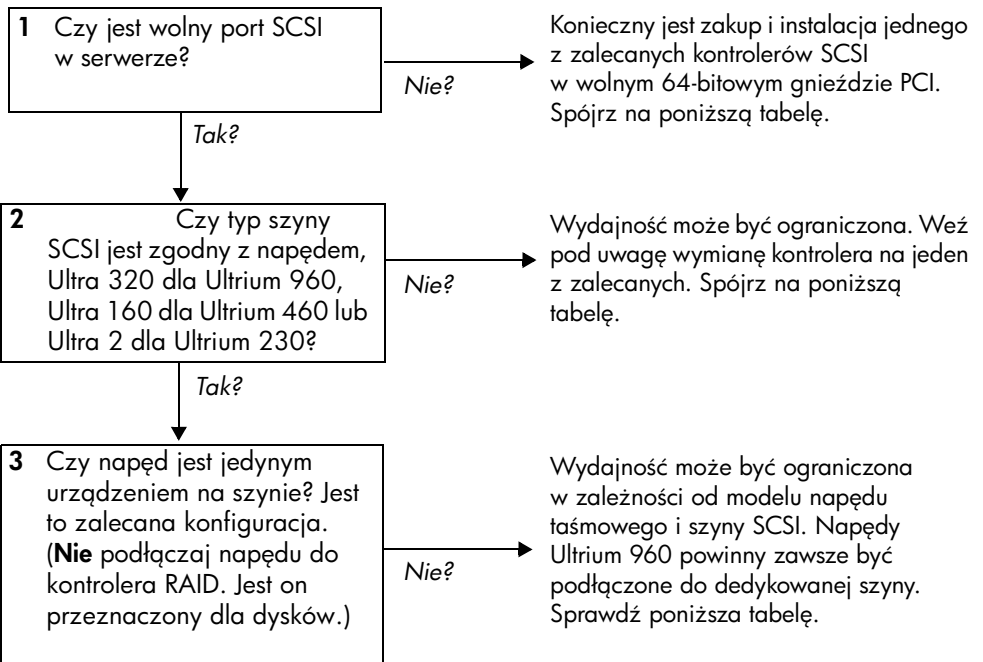 1 Czy jest wolny port SCSI
w serwerze?
Nie?
Konieczny jest zakup i instalacja jednego
z zalecanych kontrolerów SCSI
w wolnym 64-bitowym gnieździe PCI.
Spójrz na poniższą tabelę.
Tak?
2 Czy typ szyny
SCSI jest zgodny z napędem,
Ultra 320 dla Ultrium 960,
Ultra 160 dla Ultrium 460 lub
Ultra 2 dla Ultrium 230?
Nie?
Wydajność może być ograniczona. Weź
pod uwagę wymianę kontrolera na jeden
z zalecanych. Spójrz na poniższą
tabelę.
Tak?
3 Czy napęd jest jedynym
urządzeniem na szynie? Jest
to zalecana konfiguracja.
(Nie podłączaj napędu do
kontrolera RAID. Jest on
przeznaczony dla dysków.)
Nie?
Wydajność może być ograniczona
w zależności od modelu napędu
taśmowego i szyny SCSI. Napędy
Ultrium 960 powinny zawsze być
podłączone do dedykowanej szyny.
Sprawdź poniższa tabelę.